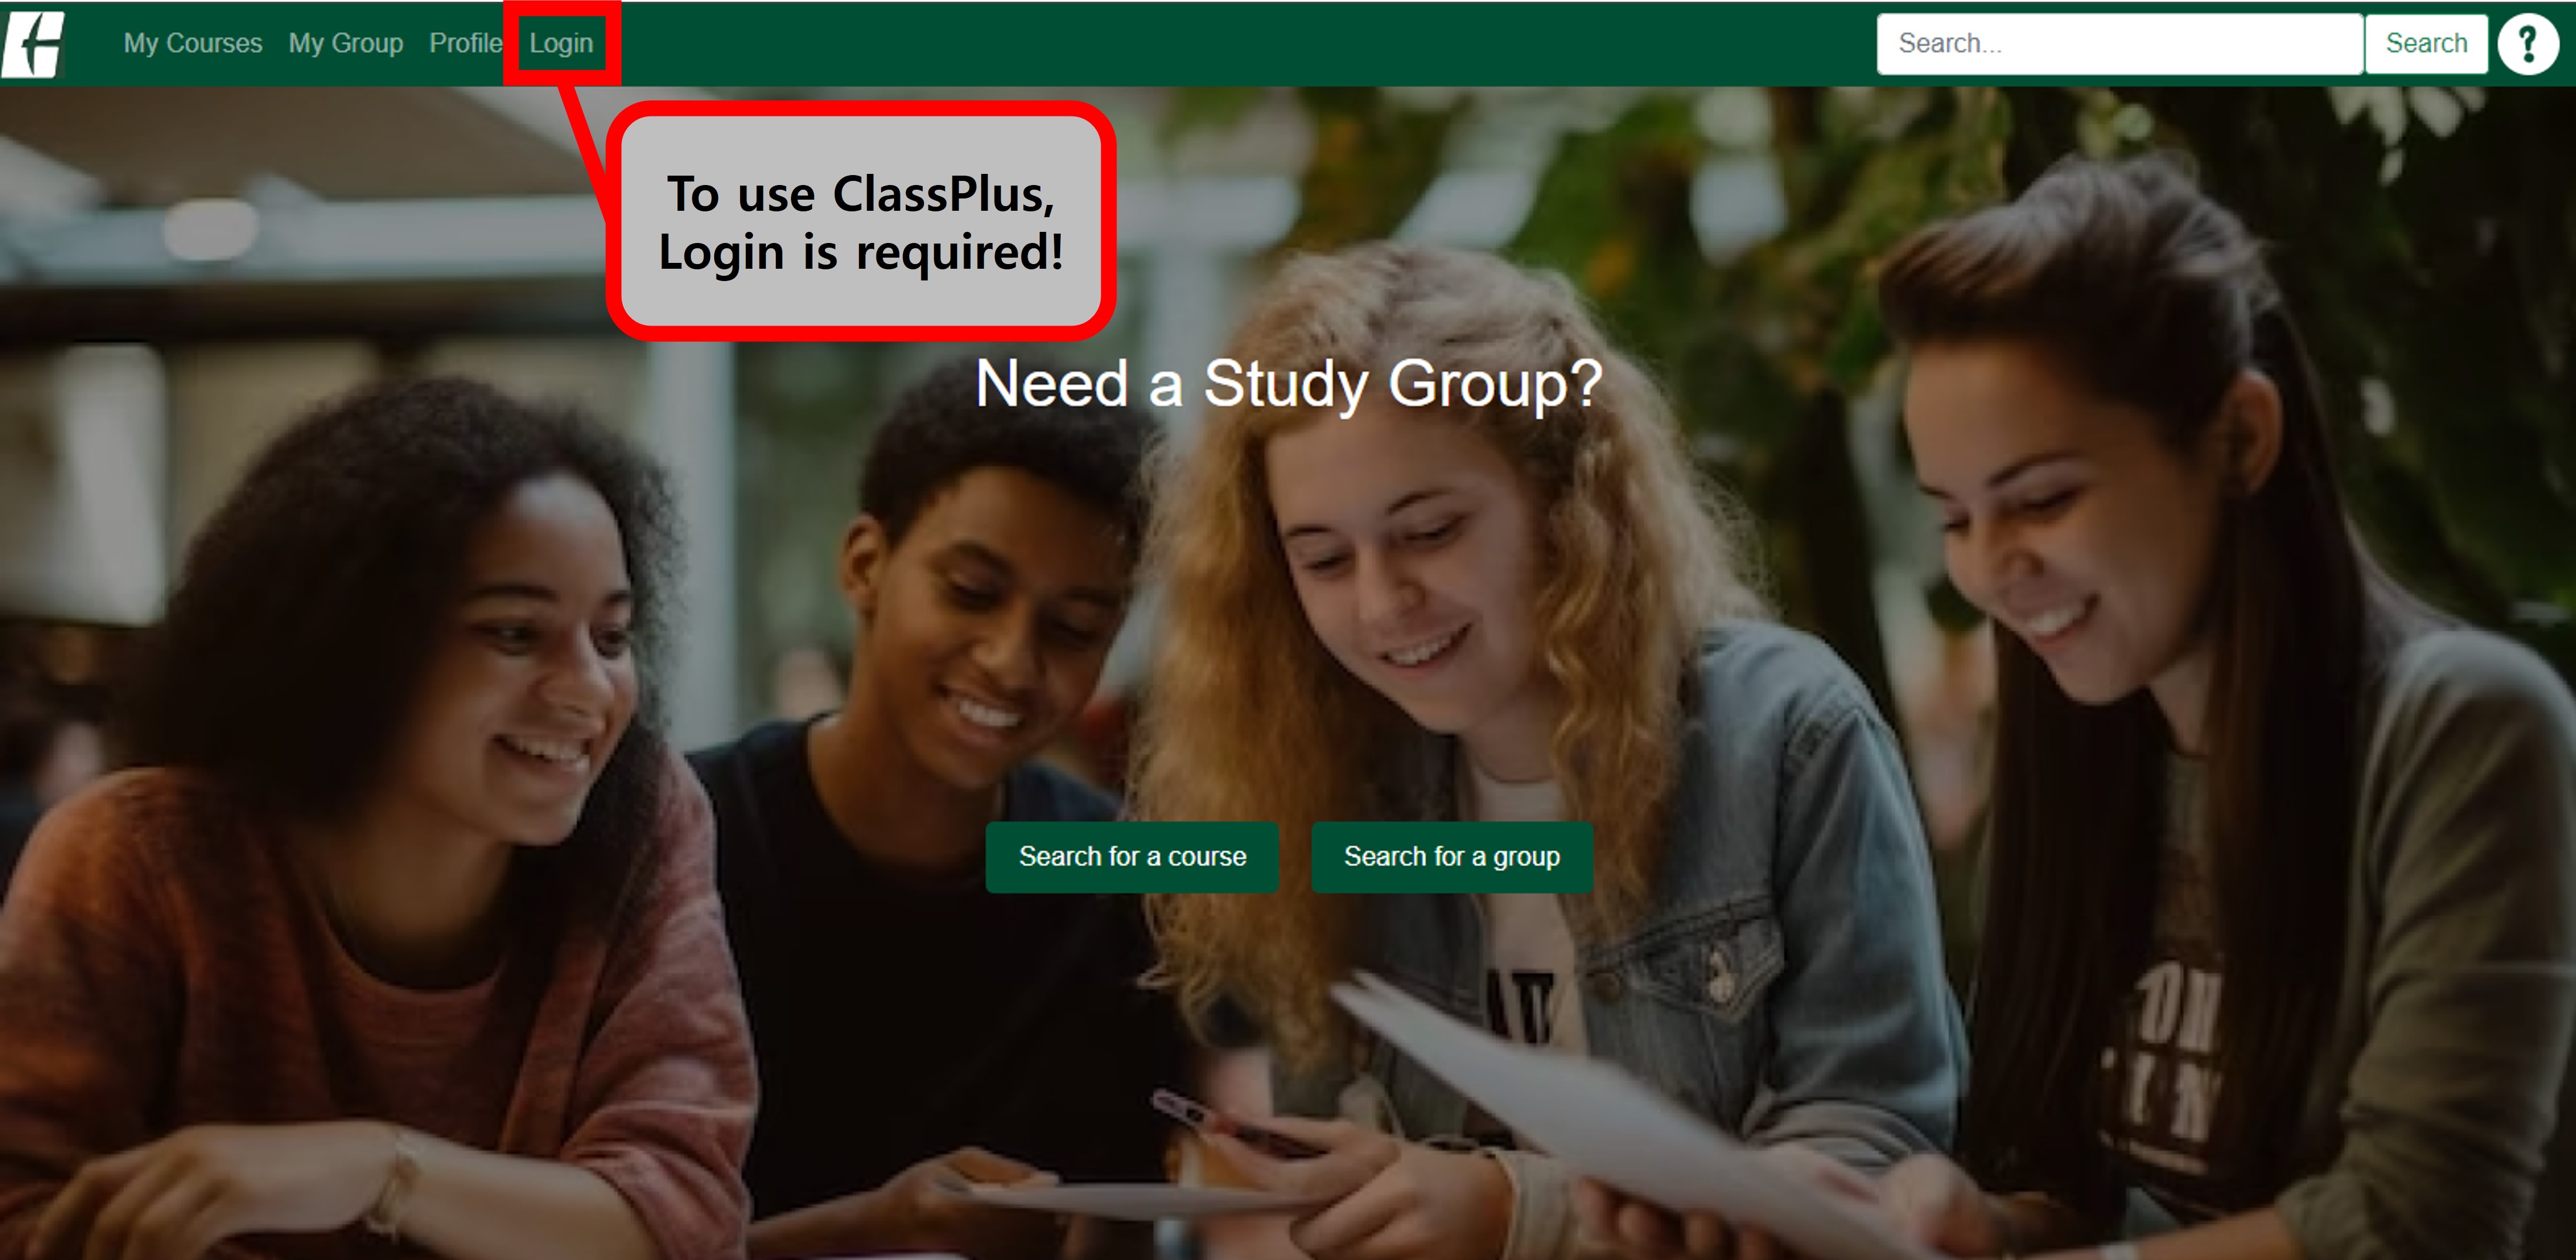 My Courses My Group Profile Login Search... Search ?
To use ClassPlus,
Login is required!
Need a Study Group?
Search for a course Search for a group